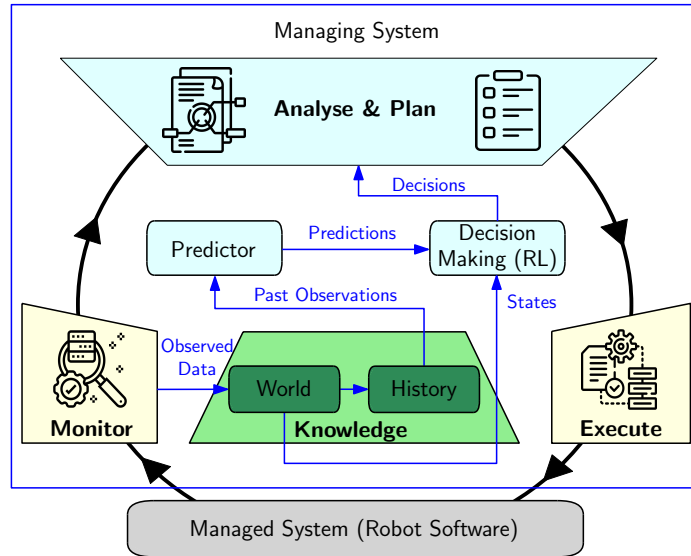 Managing System
Analyse & Plan
Decisions
Predictor
Predictions
Decision
Making (RL)
Past Observations
States
Observed
Data
World
History
Monitor
Knowledge
Execute
Managed System (Robot Software)